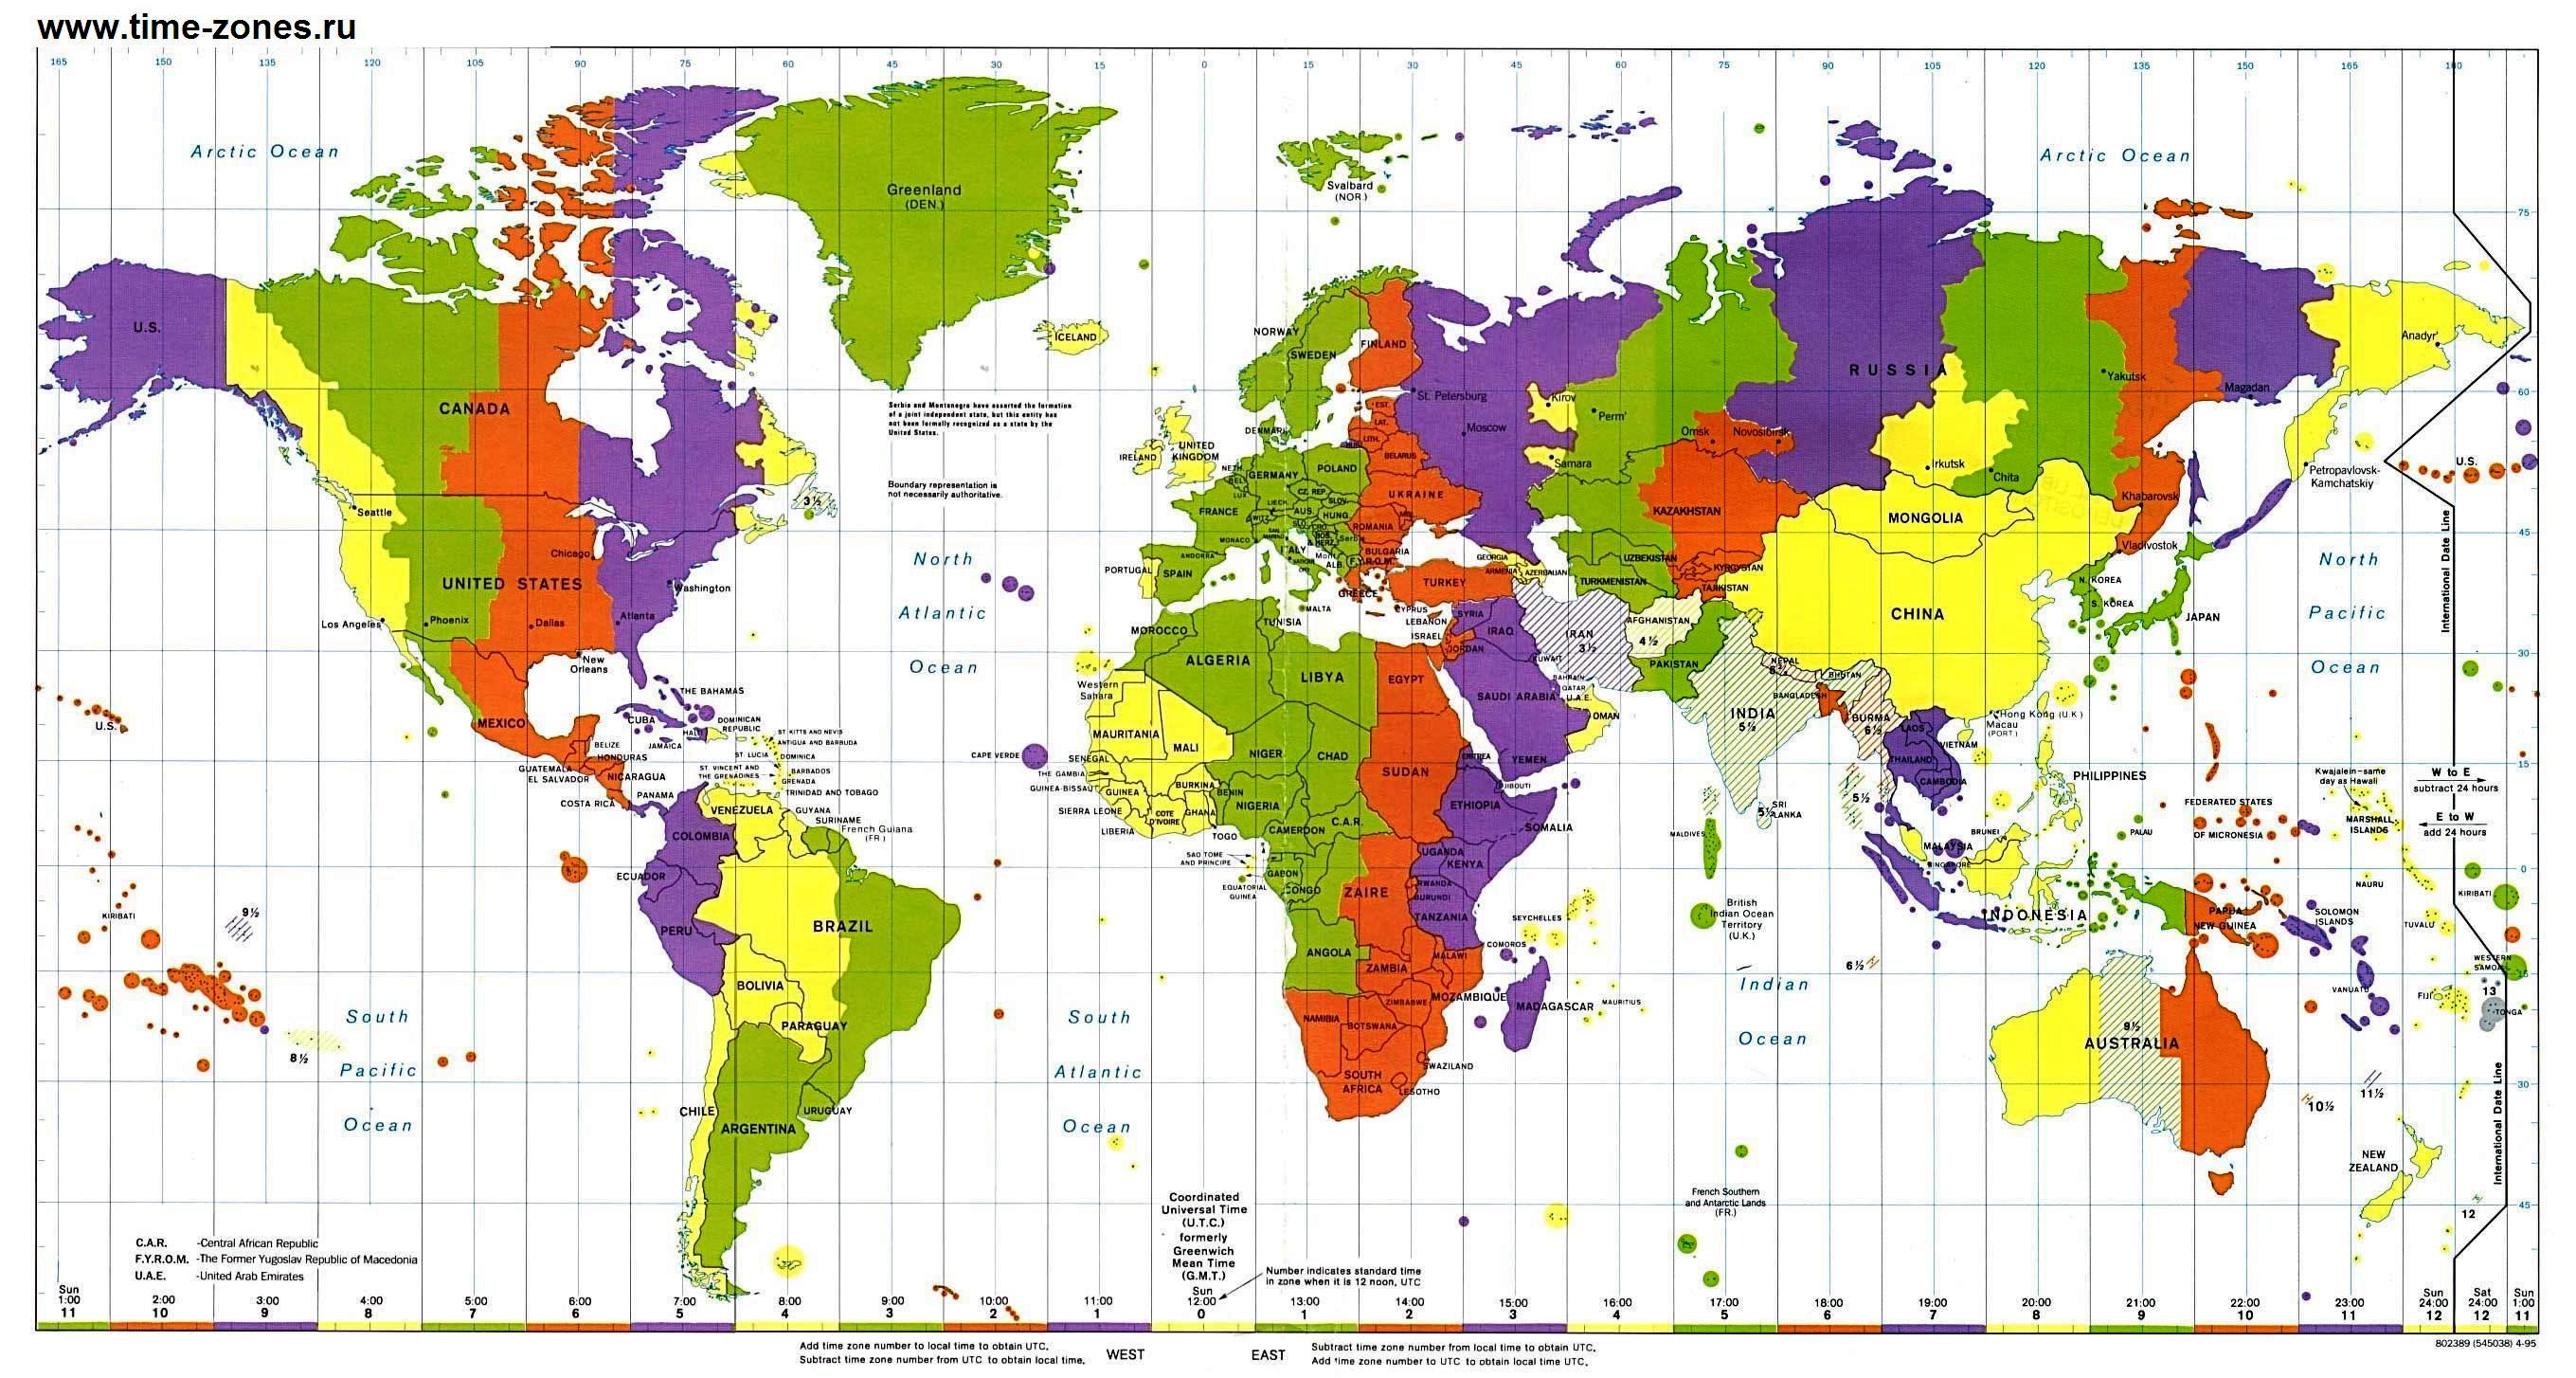 www.time-zones.ru
165 150 135 120 105 90 75 60 45 30 15 0 15 30 45 60 75 90 105 120 135 150 165 180
Arctic Ocean
Arctic Ocean
Greenland
(DEN.)
Svalbard
(NOR.)
75
U.S.
ICELAND
NORWAY
SWEDEN
FINLAND
RUSSIA
Anadyr'
Yakutsk
Magadan
60
CANADA
Serbia and Montenegro have asserted the formation
of a joint independent state, but this entity has
not been formally recognized as a state by the
United States.
St. Petersburg
Kirov
Perm'
Moscow
Omsk
Novosibirsk
Samara
Irkutsk
Chita
Petropavlovsk-
Kamchatskiy
U.S.
EST.
LAT.
LITH.
BELARUS
DENMARK
UNITED
KINGDOM
IRELAND
NETH.
BEL.
LUX
GERMANY
POLAND
CZ. REP.
SLOV.
UKRAINE
Boundary representation is
not necessarily authoritative.
3½
Seattle
FRANCE
LIECH.
AUS.
HUNG.
ROMANIA
KAZAKHSTAN
MONGOLIA
Khabarovsk
Vladivostok
45
International Date Line
Chicago
UNITED STATES
Washington
Atlanta
Los Angeles
Phoenix
Dallas
New
Orleans
North
Atlantic
Ocean
PORTUGAL
SPAIN
ANDORRA
MONACO
ITALY
ALB.
F.Y.R.O.M.
BULGARIA
GREECE
TURKEY
GEORGIA
ARMENIA
AZERBAIJAN
UZBEKISTAN
TURKMENISTAN
KYRGYSTAN
TAJIKISTAN
CHINA
N. KOREA
S. KOREA
JAPAN
North
Pacific
Ocean
MALTA
CYPRUS
LEBANON
ISRAEL
SYRIA
IRAQ
JORDAN
KUWAIT
IRAN
3½
AFGHANISTAN
4½
PAKISTAN
NEPAL
BHUTAN
BANGLADESH
30
MOROCCO
TUNISIA
ALGERIA
LIBYA
EGYPT
Western
Sahara
SAUDI ARABIA
BAHRAIN
QATAR
U.A.E.
OMAN
INDIA
5½
BURMA
6½
Hong Kong (U.K.)
Macau
(PORT.)
LAOS
VIETNAM
THAILAND
CAMBODIA
PHILIPPINES
U.S.
MEXICO
THE BAHAMAS
CUBA
JAMAICA
HAITI
DOMINICAN
REPUBLIC
ST. KITTS AND NEVIS
ANTIGUA AND BARBUDA
ST. LUCIA
DOMINICA
ST. VINCENT AND
THE GRENADINES
BARBADOS
GRENADA
TRINIDAD AND TOBAGO
BELIZE
HONDURAS
GUATEMALA
EL SALVADOR
NICARAGUA
COSTA RICA
PANAMA
CAPE VERDE
MAURITANIA
MALI
NIGER
CHAD
SUDAN
ERITREA
YEMEN
SENEGAL
THE GAMBIA
GUINEA-BISSAU
GUINEA
SIERRA LEONE
LIBERIA
COTE
D'IVOIRE
BURKINA
GHANA
TOGO
BENIN
NIGERIA
CAMEROON
C.A.R.
DJIBOUTI
ETHIOPIA
SOMALIA
5½
SRI
LANKA
5½
MALDIVES
15
Kwajalein–same
day as Hawaii
W to E
subtract 24 hours
E to W
add 24 hours
FEDERATED STATES
OF MICRONESIA
MARSHALL
ISLANDS
PALAU
BRUNEI
MALAYSIA
SINGAPORE
VENEZUELA
GUYANA
SURINAME
French Guiana
(FR.)
COLOMBIA
ECUADOR
SAO TOME
AND PRINCIPE
EQUATORIAL
GUINEA
GABON
CONGO
ZAIRE
UGANDA
KENYA
RWANDA
BURUNDI
TANZANIA
0
NAURU
KIRIBATI
KIRIBATI
9½
PERU
BRAZIL
SEYCHELLES
British
Indian Ocean
Territory
(U.K.)
INDONESIA
PAPUA
NEW GUINEA
SOLOMON
ISLANDS
TUVALU
ANGOLA
ZAMBIA
MALAWI
COMOROS
6½
WESTERN
SAMOA
15
BOLIVIA
ZIMBABWE
MOZAMBIQUE
MADAGASCAR
MAURITIUS
Indian
Ocean
VANUATU
FIJI
13
TONGA
South
Pacific
Ocean
8½
PARAGUAY
South
Atlantic
Ocean
NAMIBIA
BOTSWANA
SWAZILAND
SOUTH
AFRICA
LESOTHO
9½
AUSTRALIA
10½
11½
30
CHILE
URUGUAY
ARGENTINA
NEW
ZEALAND
International Date Line
French Southern
and Antarctic Lands
(FR.)
45
12
Coordinated
Universal Time
(U.T.C.)
formerly
Greenwich
Mean Time
(G.M.T.)
Number indicates standard time
in zone when it is 12 noon, UTC
C.A.R. -Central African Republic
F.Y.R.O.M. -The Former Yugoslav Republic of Macedonia
U.A.E. -United Arab Emirates
Sun Sun Sun Sat Sun
1:00 2:00 3:00 4:00 5:00 6:00 7:00 8:00 9:00 10:00 11:00 12:00 13:00 14:00 15:00 16:00 17:00 18:00 19:00 20:00 21:00 22:00 23:00 24:00 24:00 1:00
11 10 9 8 7 6 5 4 3 2 1 0 1 2 3 4 5 6 7 8 9 10 11 12 12 11
Add time zone number to local time to obtain UTC.
Subtract time zone number from UTC to obtain local time.
WEST
EAST
Subtract time zone number from local time to obtain UTC.
Add time zone number to UTC to obtain local time UTC.
802389 (545038) 4-95